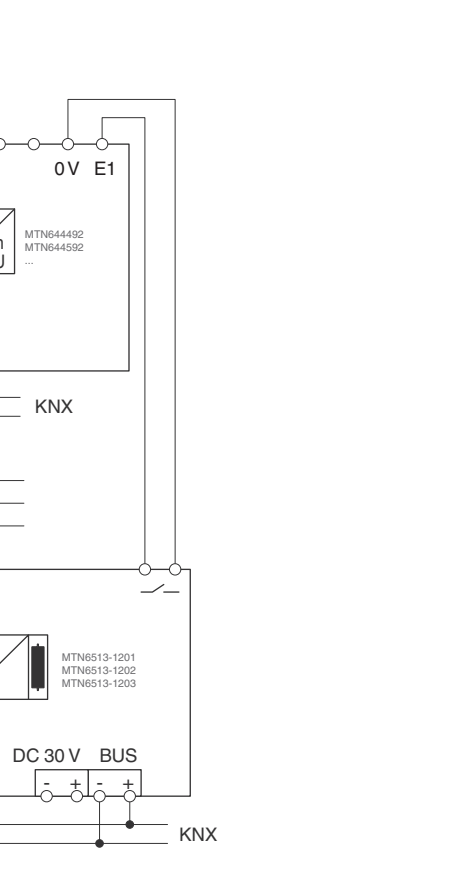 0 V E1
MTN644492
MTN644592
...
KNX
MTN6513-1201
MTN6513-1202
MTN6513-1203
DC 30 V BUS
- + - +
KNX